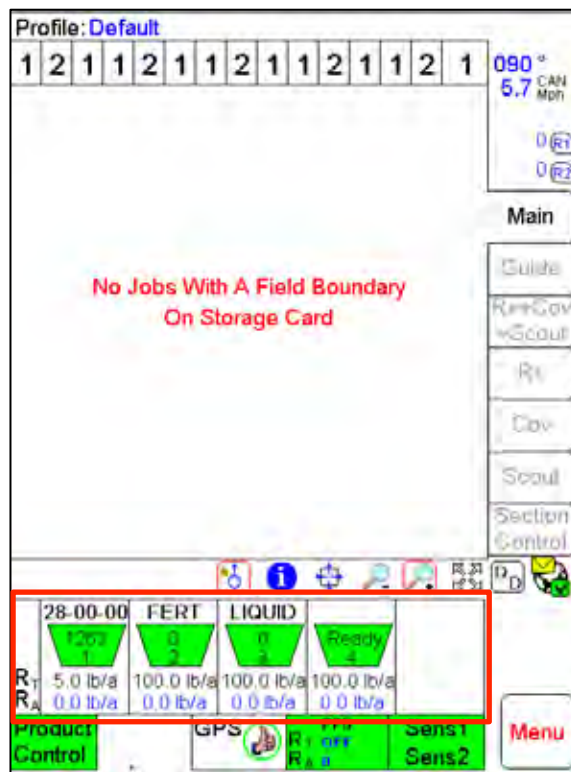 Profile: Default
1 2 1 1 2 1 1 2 1 1 2 1 1 2 1
090 °
5.7 CAN Mph
0 R1
0 R2
Main
Guide
Scout
Rx
Cov
Scout
Section
Control
No Jobs With A Field Boundary
On Storage Card
i
D D
28-00-00 FERT LIQUID
1263 0 0 Ready
1 2 3 4
RT 5.0 lb/a 100.0 lb/a 100.0 lb/a 100.0 lb/a
RA 0.0 lb/a 0.0 lb/a 0.0 lb/a 0.0 lb/a
Product
Control
GPS
RT OFF
RA 0
Sens1
Sens2
Menu